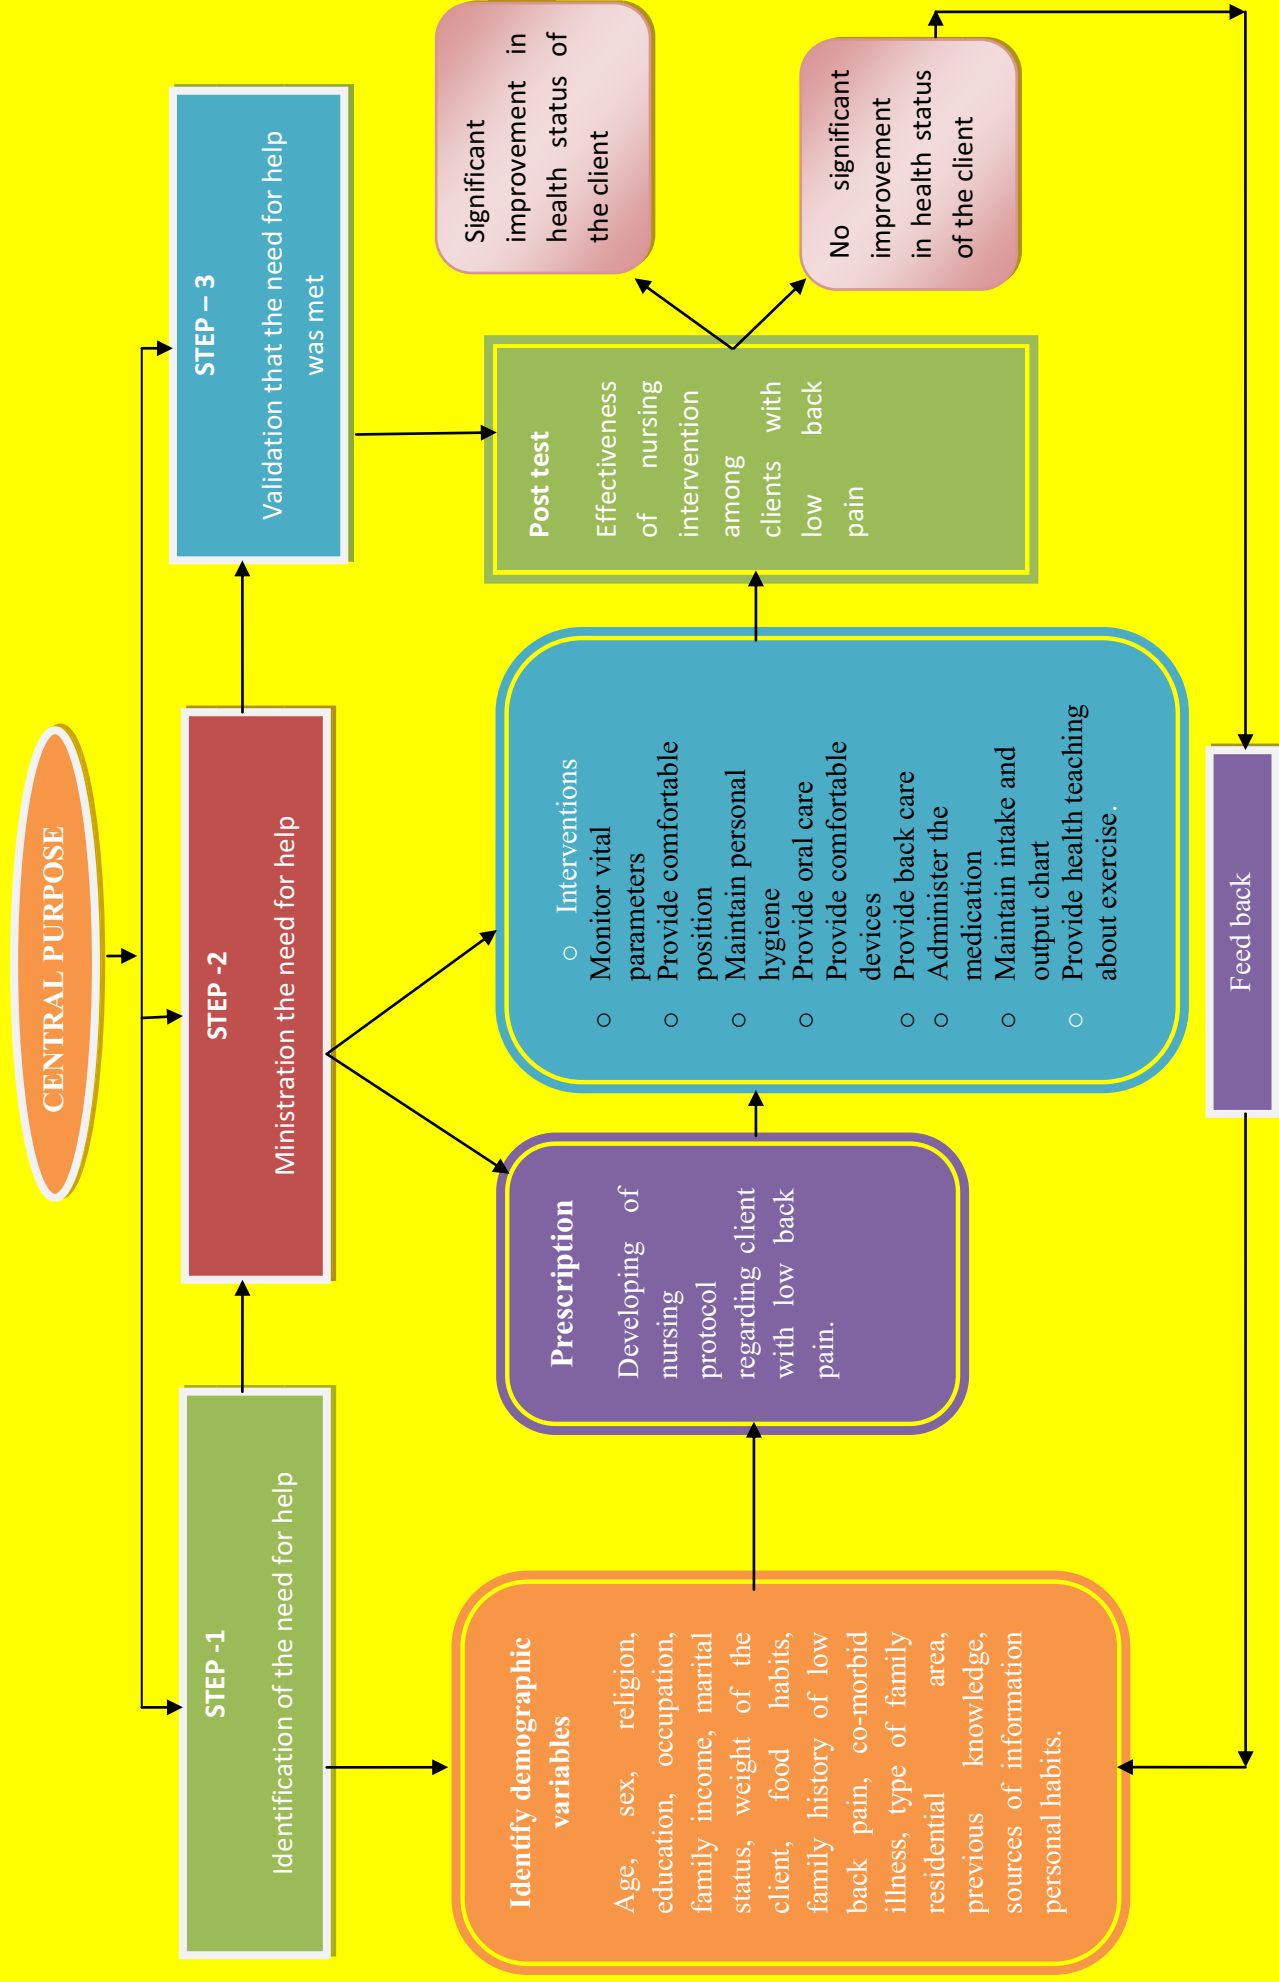 CENTRAL PURPOSE
STEP -1
Identification of the need for help
STEP -2
Ministration the need for help
STEP – 3
Validation that the need for help
was met
Identify demographic
variables
Age, sex, religion,
education, occupation,
family income, marital
status, weight of the
client, food habits,
family history of low
back pain, co-morbid
illness, type of family
residential area,
previous knowledge,
sources of information
personal habits.
Prescription
Developing of
nursing
protocol
regarding client
with low back
pain.
○ Interventions
○ Monitor vital
parameters
○ Provide comfortable
position
○ Maintain personal
hygiene
○ Provide oral care
Provide comfortable
devices
○ Provide back care
○ Administer the
medication
○ Maintain intake and
output chart
○ Provide health teaching
about exercise.
Post test
Effectiveness
of nursing
intervention
among
clients with
low back
pain
Significant
improvement in
health status of
the client
No significant
improvement
in health status
of the client
Feed back